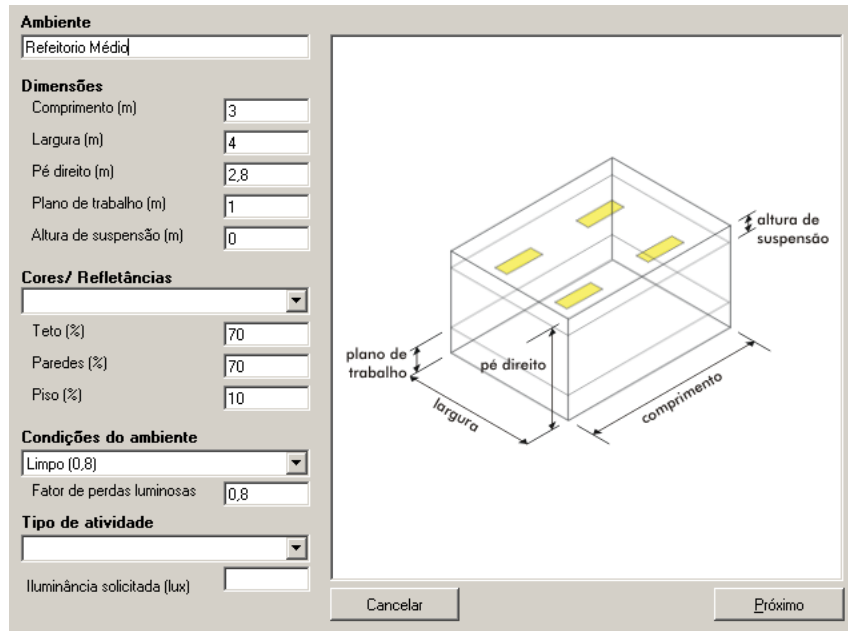 Ambiente
Refeitorio Médio
Dimensões
Comprimento (m) 3
Largura (m) 4
Pé direito (m) 2,8
Plano de trabalho (m) 1
Altura de suspensão (m) 0
Cores/ Refletâncias
Teto (%) 70
Paredes (%) 70
Piso (%) 10
Condições do ambiente
Limpo (0,8)
Fator de perdas luminosas 0,8
Tipo de atividade
Iluminância solicitada (lux)
altura de
suspensão
plano de
trabalho
pé direito
largura
comprimento
Cancelar
Próximo